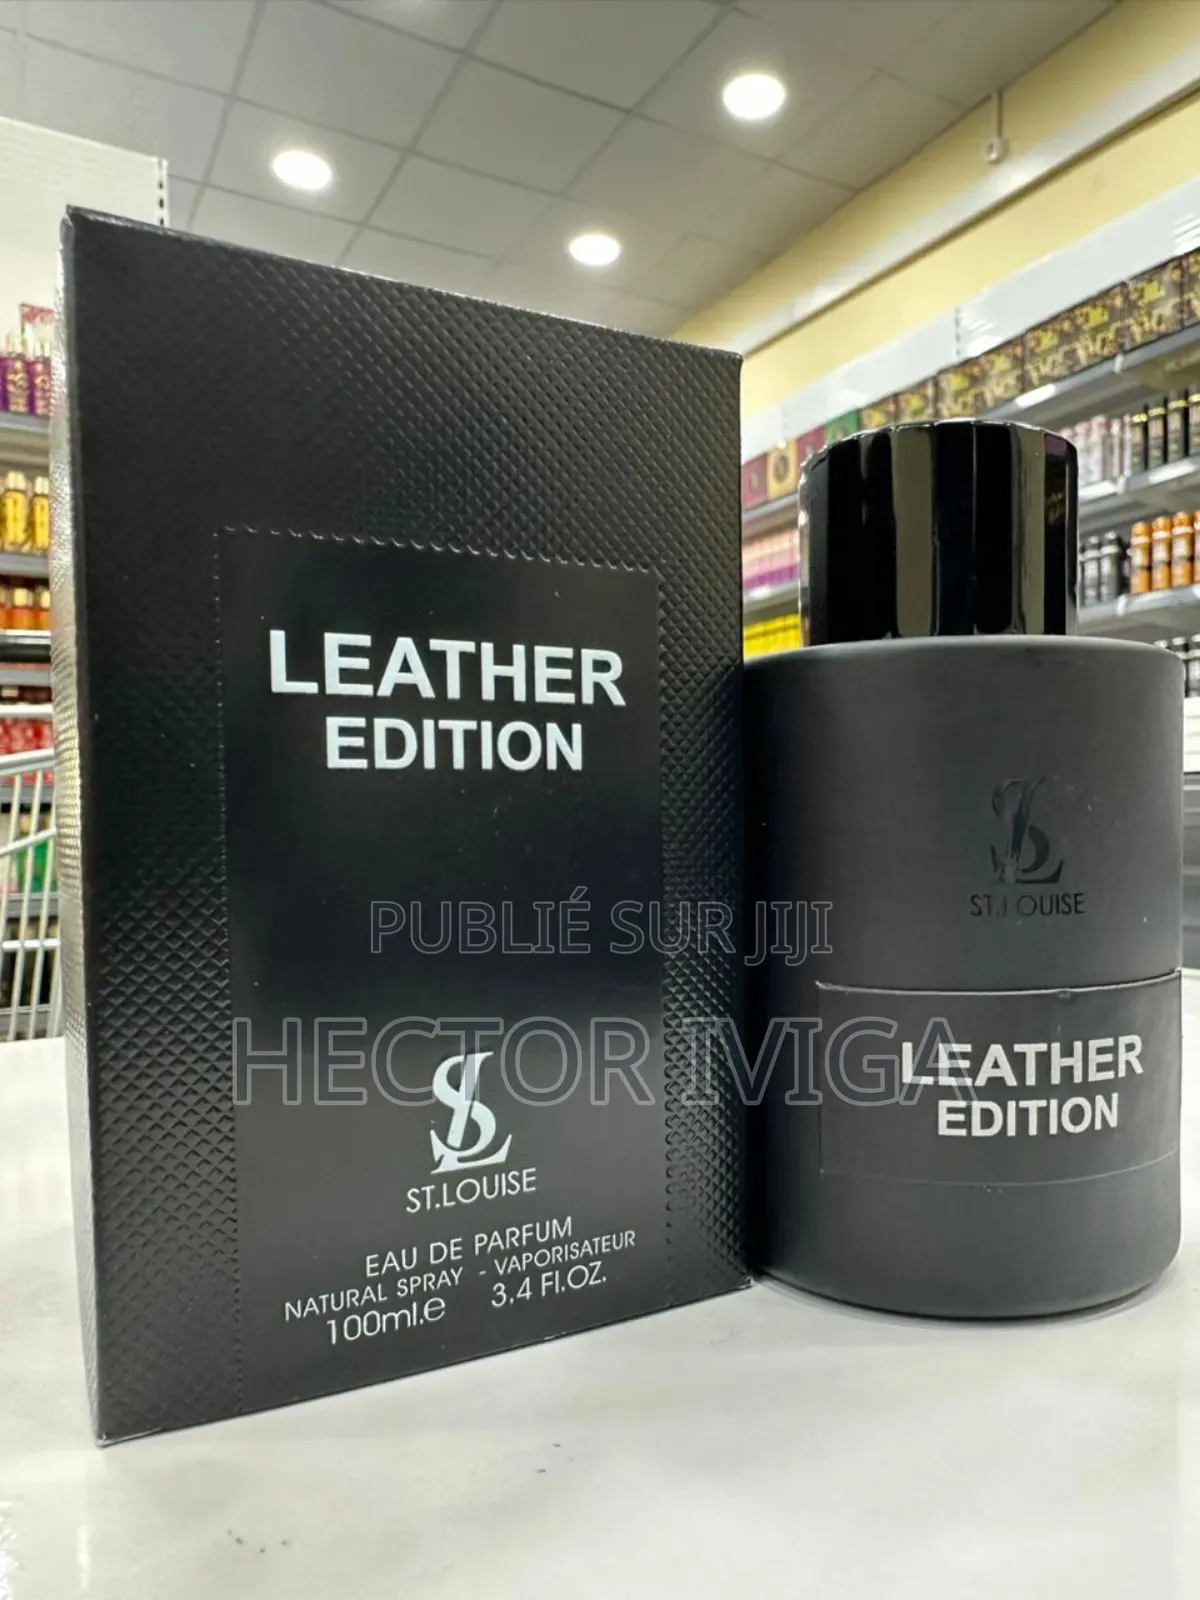 LEATHER
EDITION
PUBLIÉ SUR JIJI
HECTOR IVIGA
SL
ST.LOUISE
EAU DE PARFUM
NATURAL SPRAY - VAPORISATEUR
100ml.e 3.4 Fl.OZ.
SL
ST.LOUISE
LEATHER
EDITION